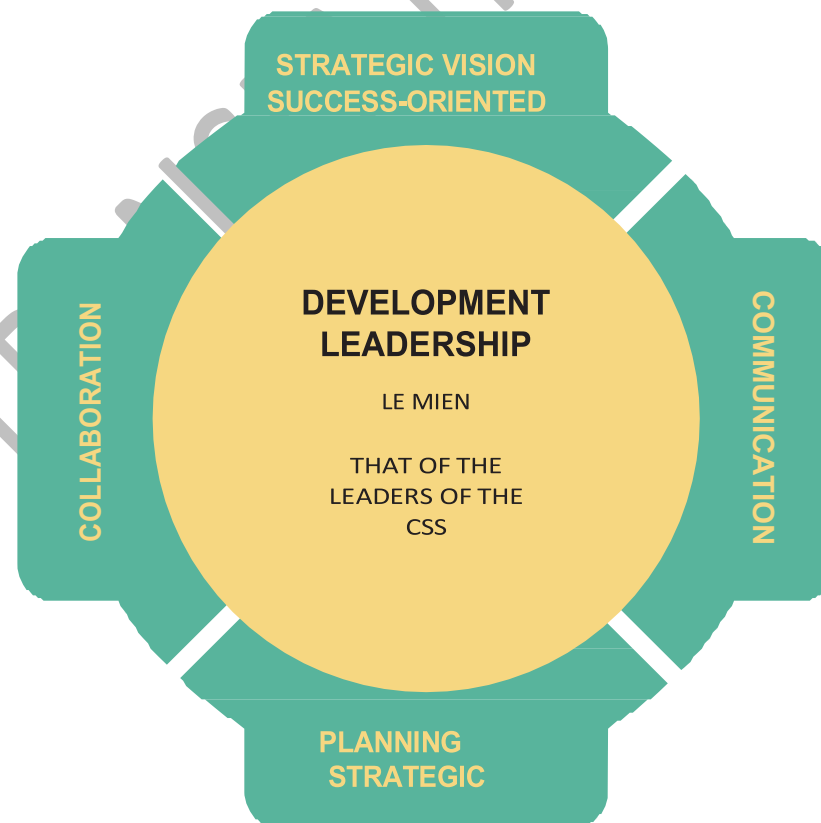 STRATEGIC VISION
SUCCESS-ORIENTED
DEVELOPMENT
LEADERSHIP
LE MIEN
THAT OF THE
LEADERS OF THE
CSS
COLLABORATION
COMMUNICATION
PLANNING
STRATEGIC